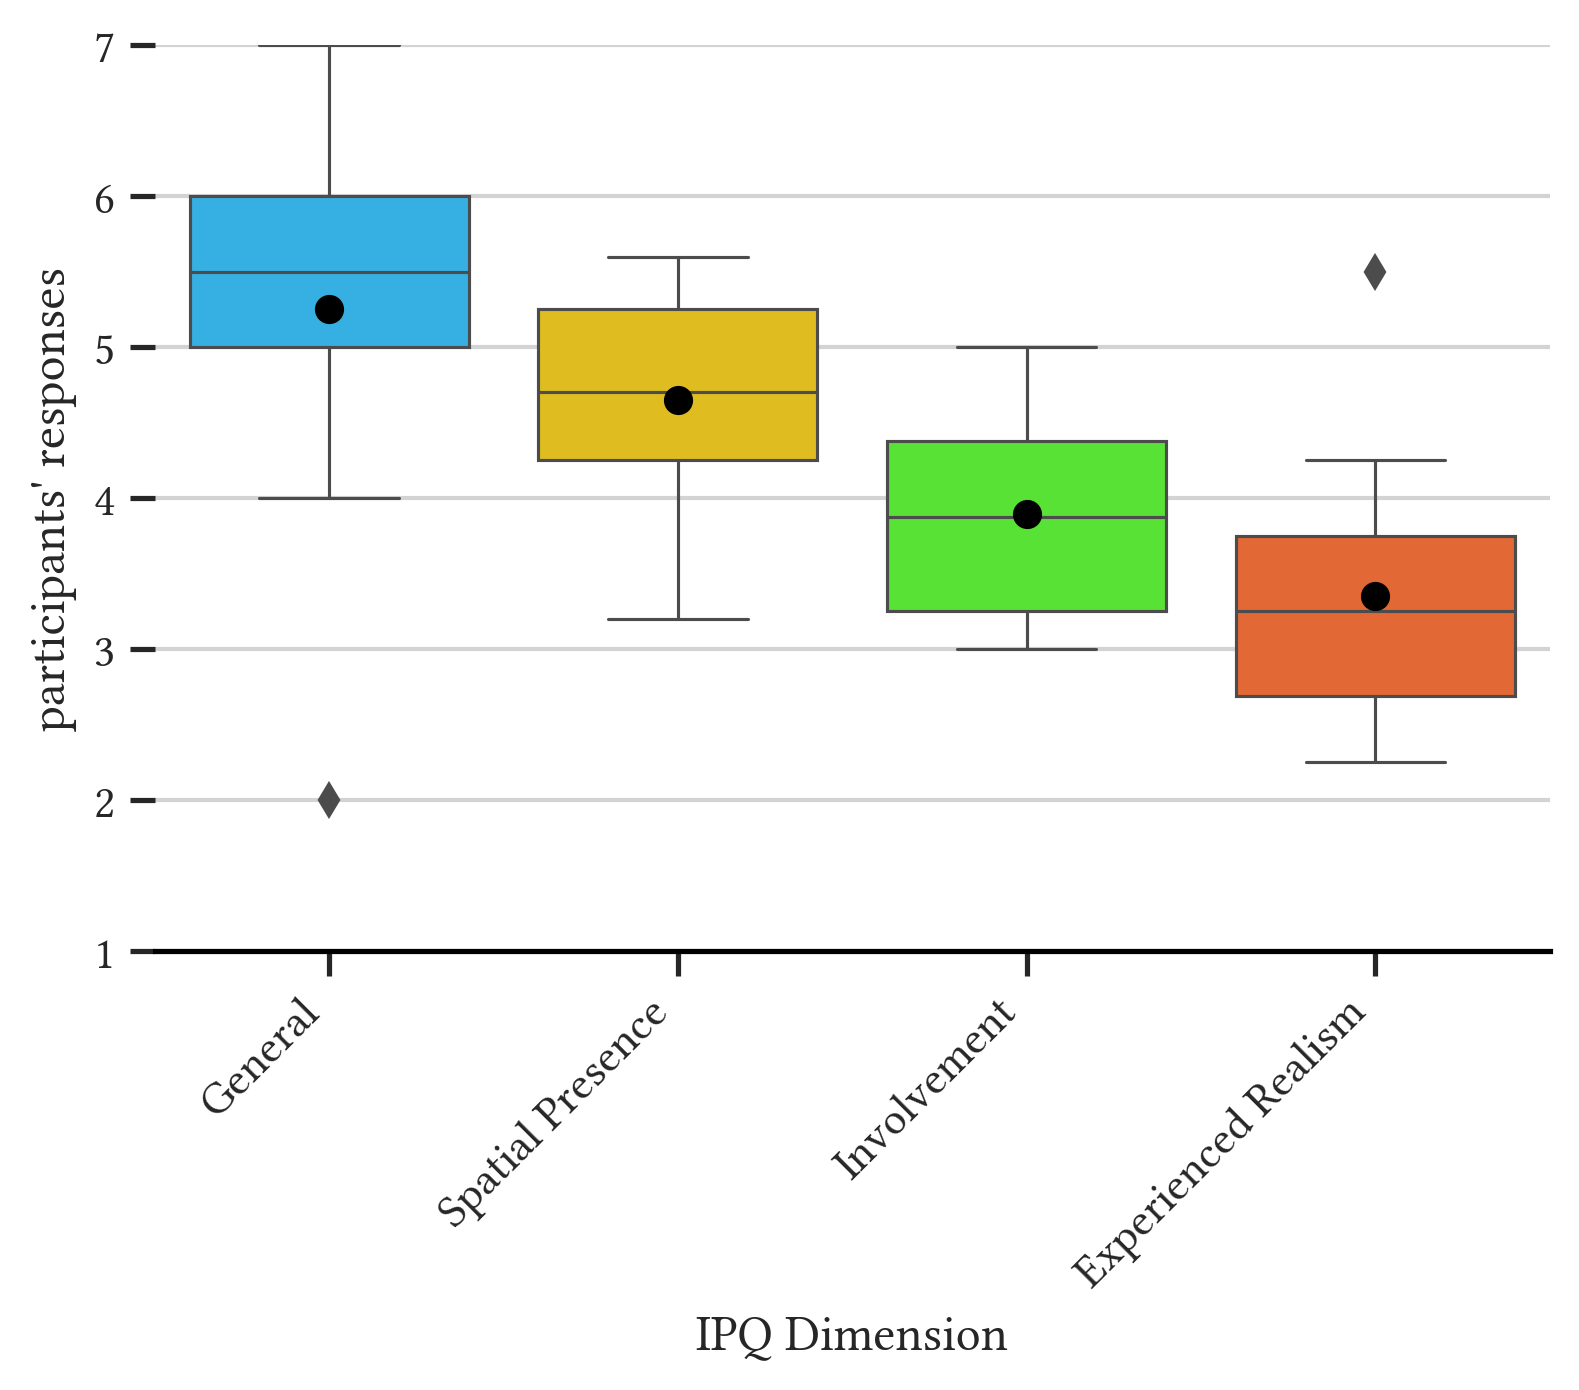 7
6
5
4
3
2
1
participants' responses
General
Spatial Presence
Involvement
Experienced Realism
IPQ Dimension